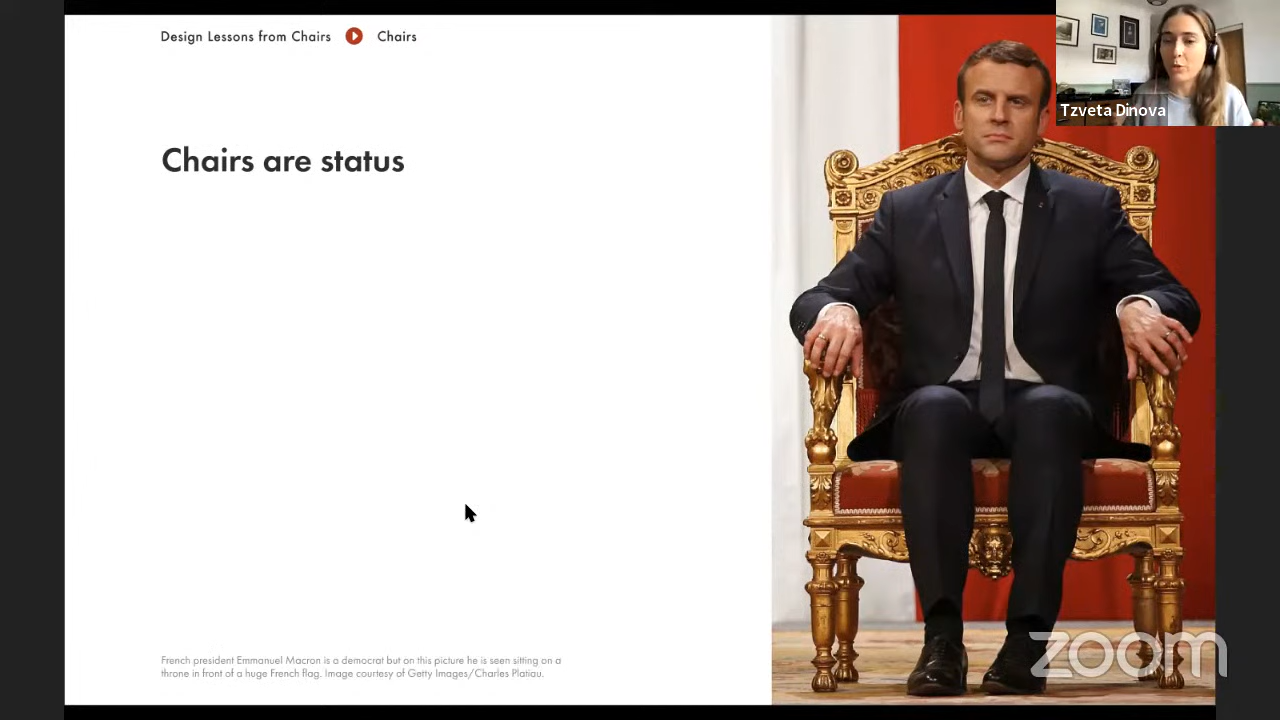 Design Lessons from Chairs Chairs
Tzveta Dinova
Chairs are status
French president Emmanuel Macron is a democrat but on this picture he is seen sitting on a
throne in front of a huge French flag. Image courtesy of Getty Images/Charles Platiau.
zoom